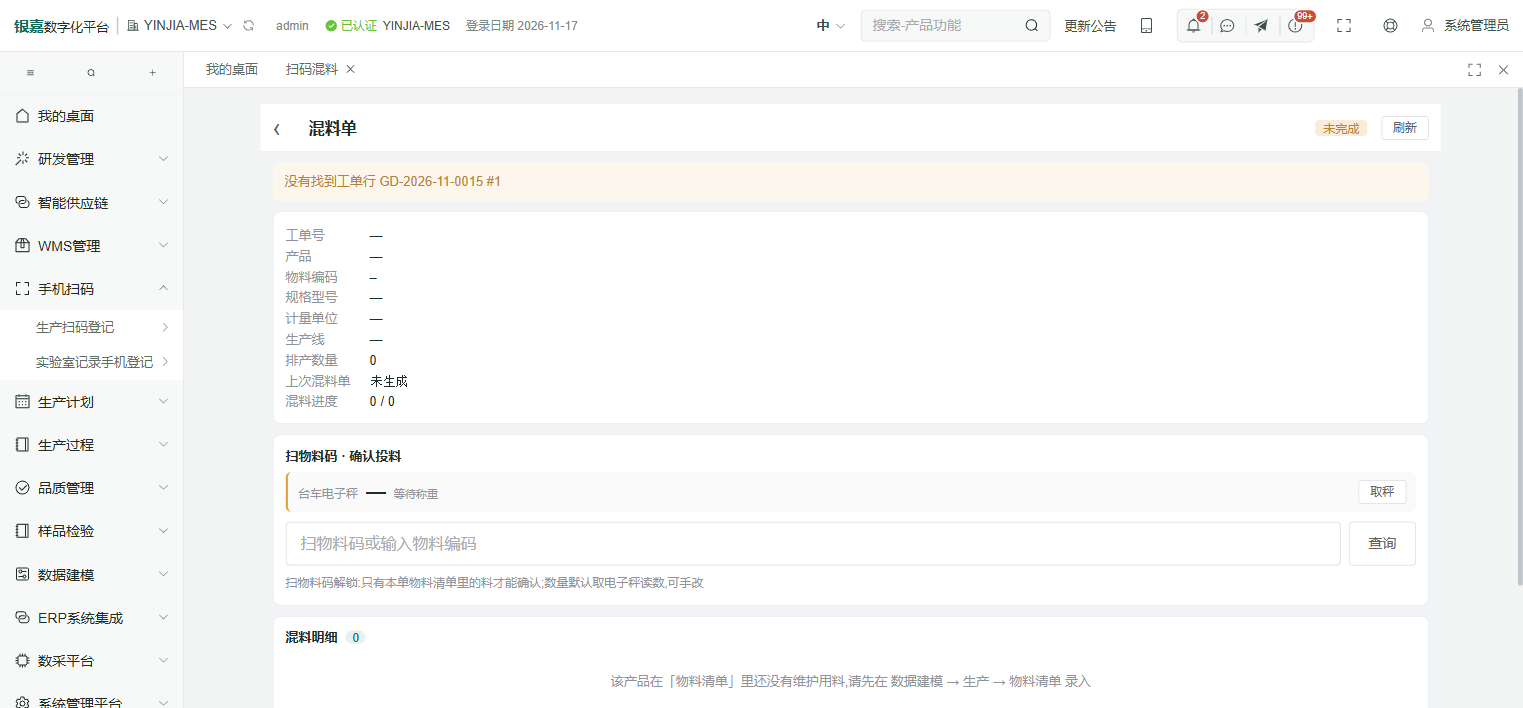 银嘉数字化平台 YINJIA-MES admin 已认证 YINJIA-MES 登录日期 2026-11-17 中 搜索-产品功能 更新公告 2 99+ 系统管理员
我的桌面 扫码混料
我的桌面
研发管理
智能供应链
WMS管理
手机扫码
生产扫码登记
实验室记录手机登记
生产计划
生产过程
品质管理
样品检验
数据建模
ERP系统集成
数采平台
系统管理平台
混料单 未完成 刷新
没有找到工单行 GD-2026-11-0015 #1
工单号 —
产品 —
物料编码 –
规格型号 —
计量单位 —
生产线 —
排产数量 0
上次混料单 未生成
混料进度 0 / 0
扫物料码 · 确认投料
台车电子秤 — 等待称重 取秤
扫物料码或输入物料编码 查询
扫物料码解锁:只有本单物料清单里的料才能确认;数量默认取电子秤读数,可手改
混料明细 0
该产品在「物料清单」里还没有维护用料,请先在 数据建模 → 生产 → 物料清单 录入